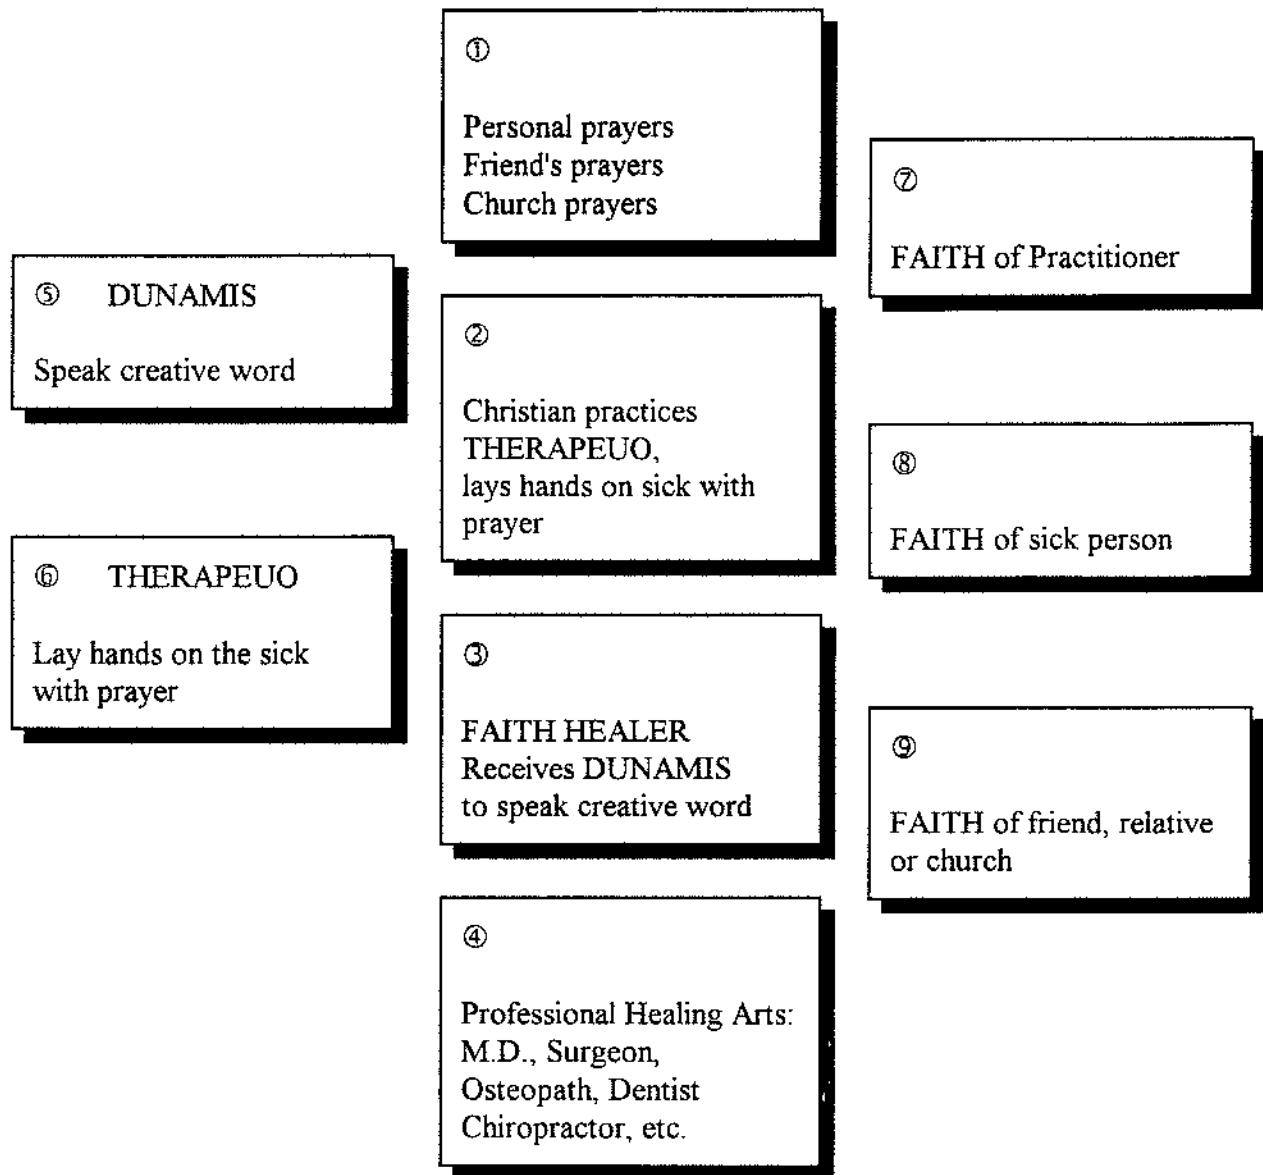 ①
Personal prayers
Friend's prayers
Church prayers
②
Christian practices
THERAPEUO,
lays hands on sick with
prayer
③
FAITH HEALER
Receives DUNAMIS
to speak creative word
④
Professional Healing Arts:
M.D., Surgeon,
Osteopath, Dentist
Chiropractor, etc.
⑤ DUNAMIS
Speak creative word
⑥ THERAPEUO
Lay hands on the sick
with prayer
⑦
FAITH of Practitioner
⑧
FAITH of sick person
⑨
FAITH of friend, relative
or church